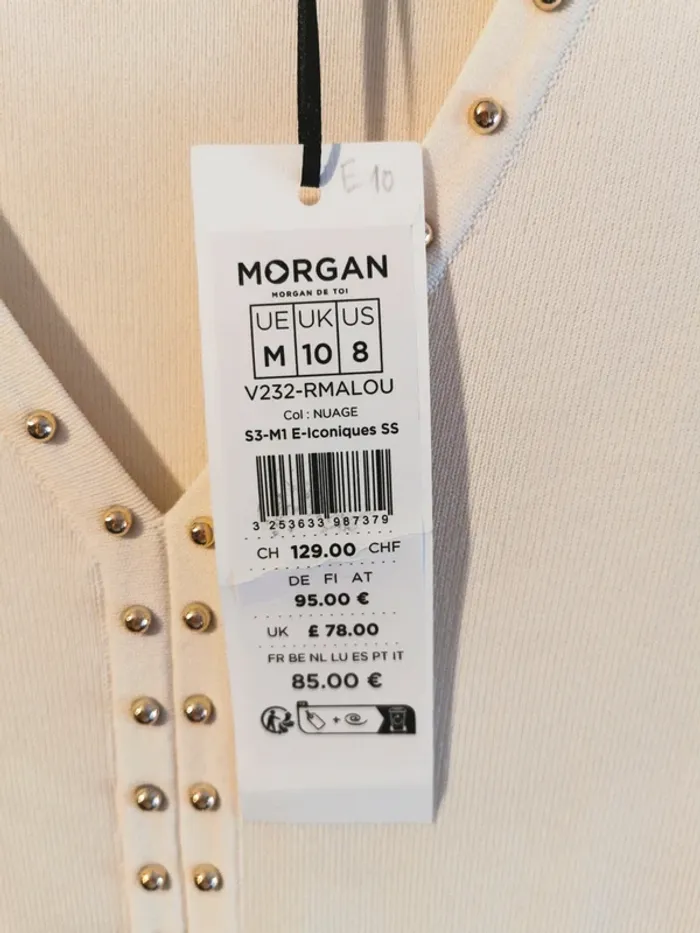 E 10
MORGAN
MORGAN DE TOI
UE UK US
M 10 8
V232-RMALOU
Col : NUAGE
S3-M1 E-Iconiques SS
3 253633 987379
CH 129.00 CHF
DE FI AT
95.00 €
UK £ 78.00
FR BE NL LU ES PT IT
85.00 €
+